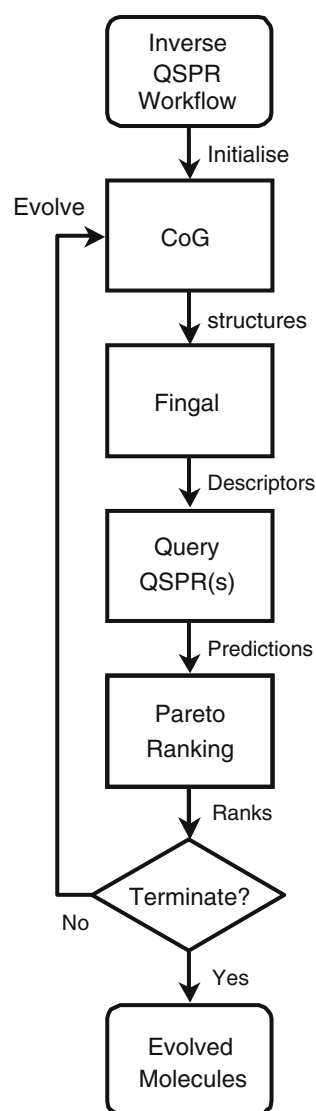 Inverse
QSPR
Workflow
Initialise
Evolve
CoG
structures
Fingal
Descriptors
Query
QSPR(s)
Predictions
Pareto
Ranking
Ranks
Terminate?
No
Yes
Evolved
Molecules